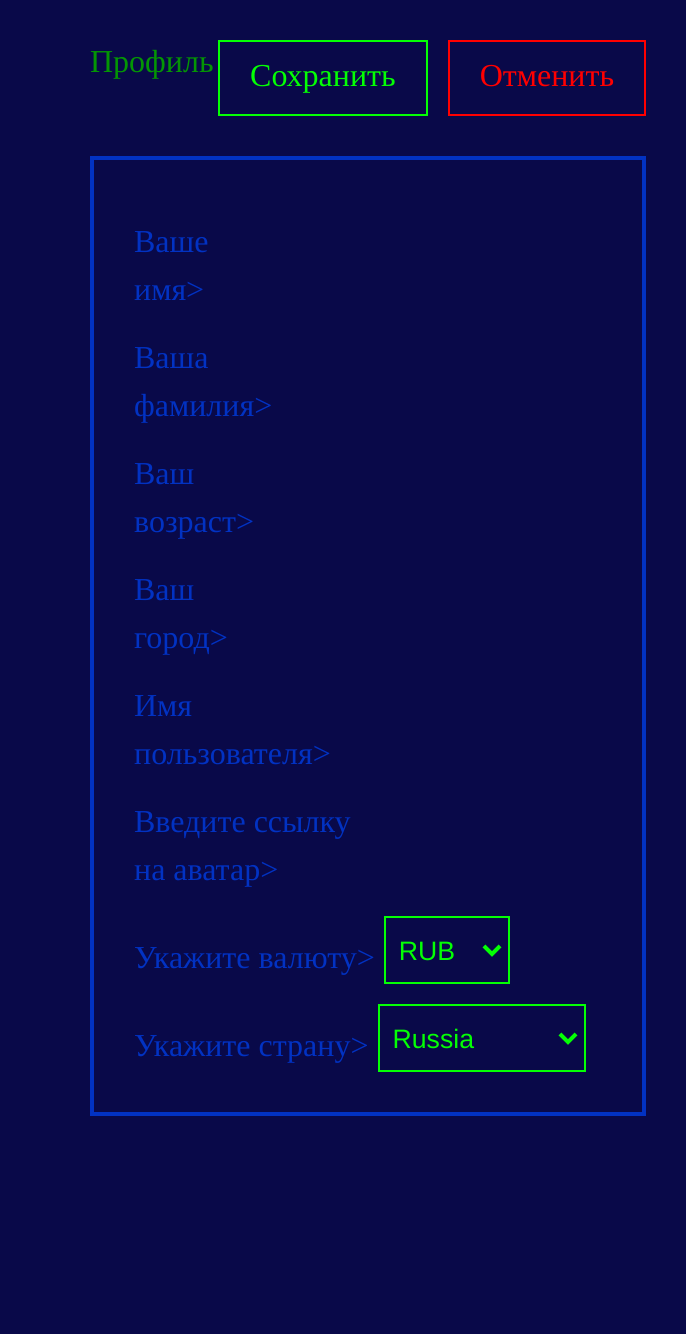 Профиль Сохранить Отменить
Ваше
имя>
Ваша
фамилия>
Ваш
возраст>
Ваш
город>
Имя
пользователя>
Введите ссылку
на аватар>
Укажите валюту> RUB
Укажите страну> Russia